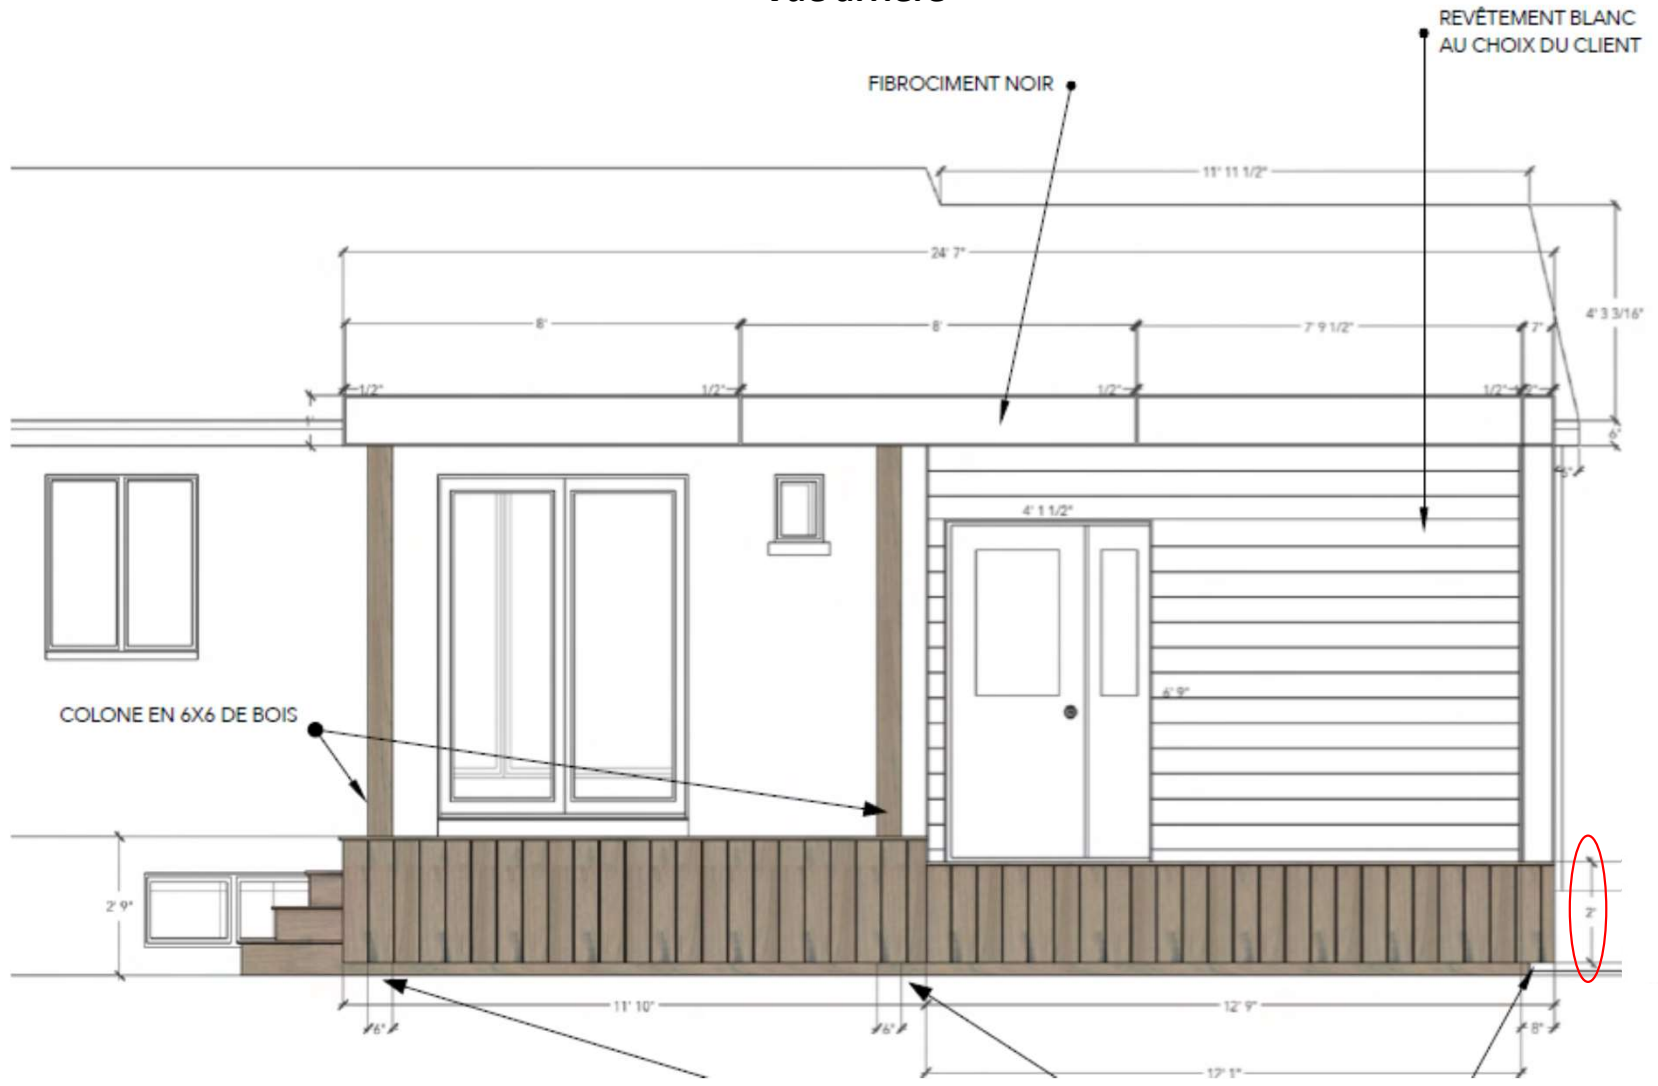 REVÊTEMENT BLANC
AU CHOIX DU CLIENT
FIBROCIMENT NOIR
11' 11 1/2"
24' 7"
4' 3 3/16"
8'
8'
7' 9 1/2"
7"
1/2"
1/2"
1/2"
1/2"
1'
6"
4' 1 1/2"
6' 9"
COLONE EN 6X6 DE BOIS
2' 9"
2'
11' 10"
12' 9"
6"
6"
8"
12' 1"